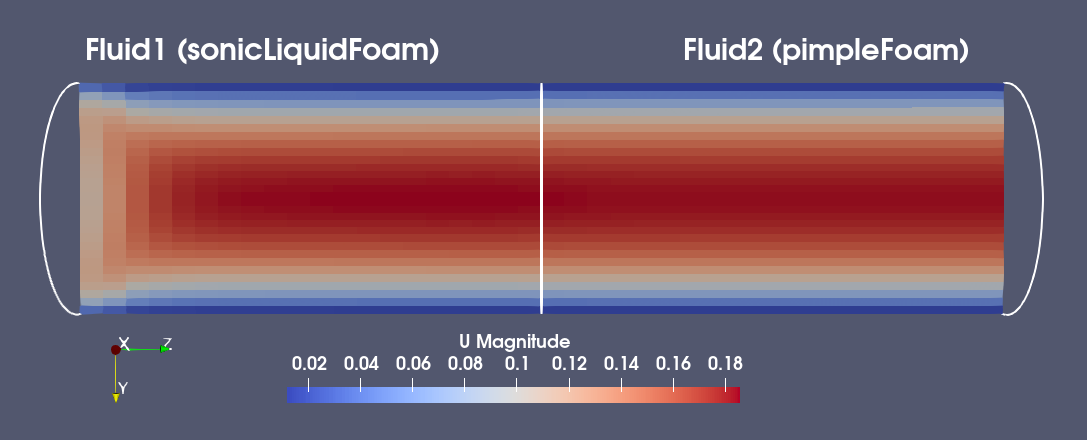 Fluid1 (sonicLiquidFoam) Fluid2 (pimpleFoam)
X Z
Y
U Magnitude
0.02 0.04 0.06 0.08 0.1 0.12 0.14 0.16 0.18